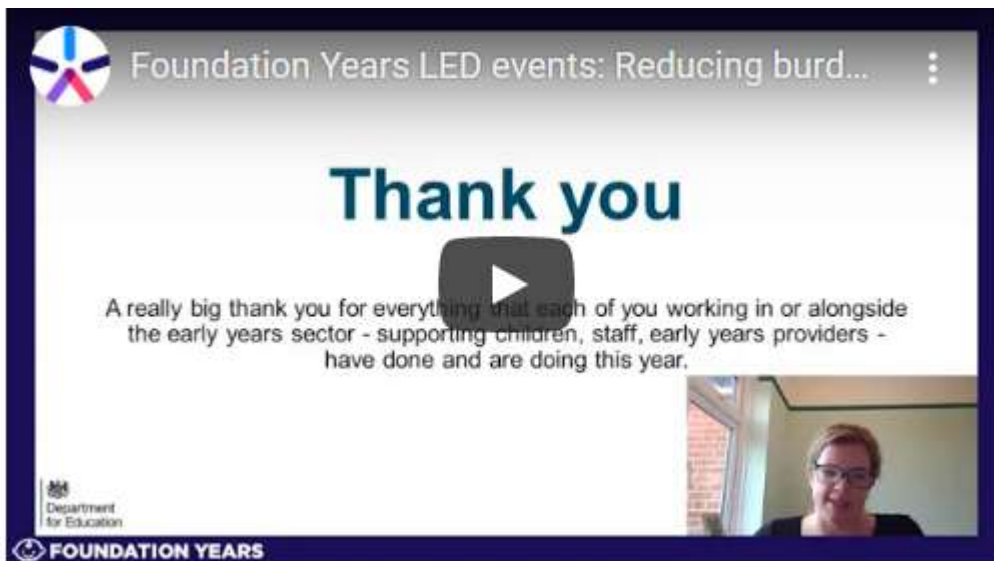 Foundation Years LED events: Reducing burd...
Thank you
A really big thank you for everything that each of you working in or alongside
the early years sector - supporting children, staff, early years providers -
have done and are doing this year.
Department
for Education
FOUNDATION YEARS